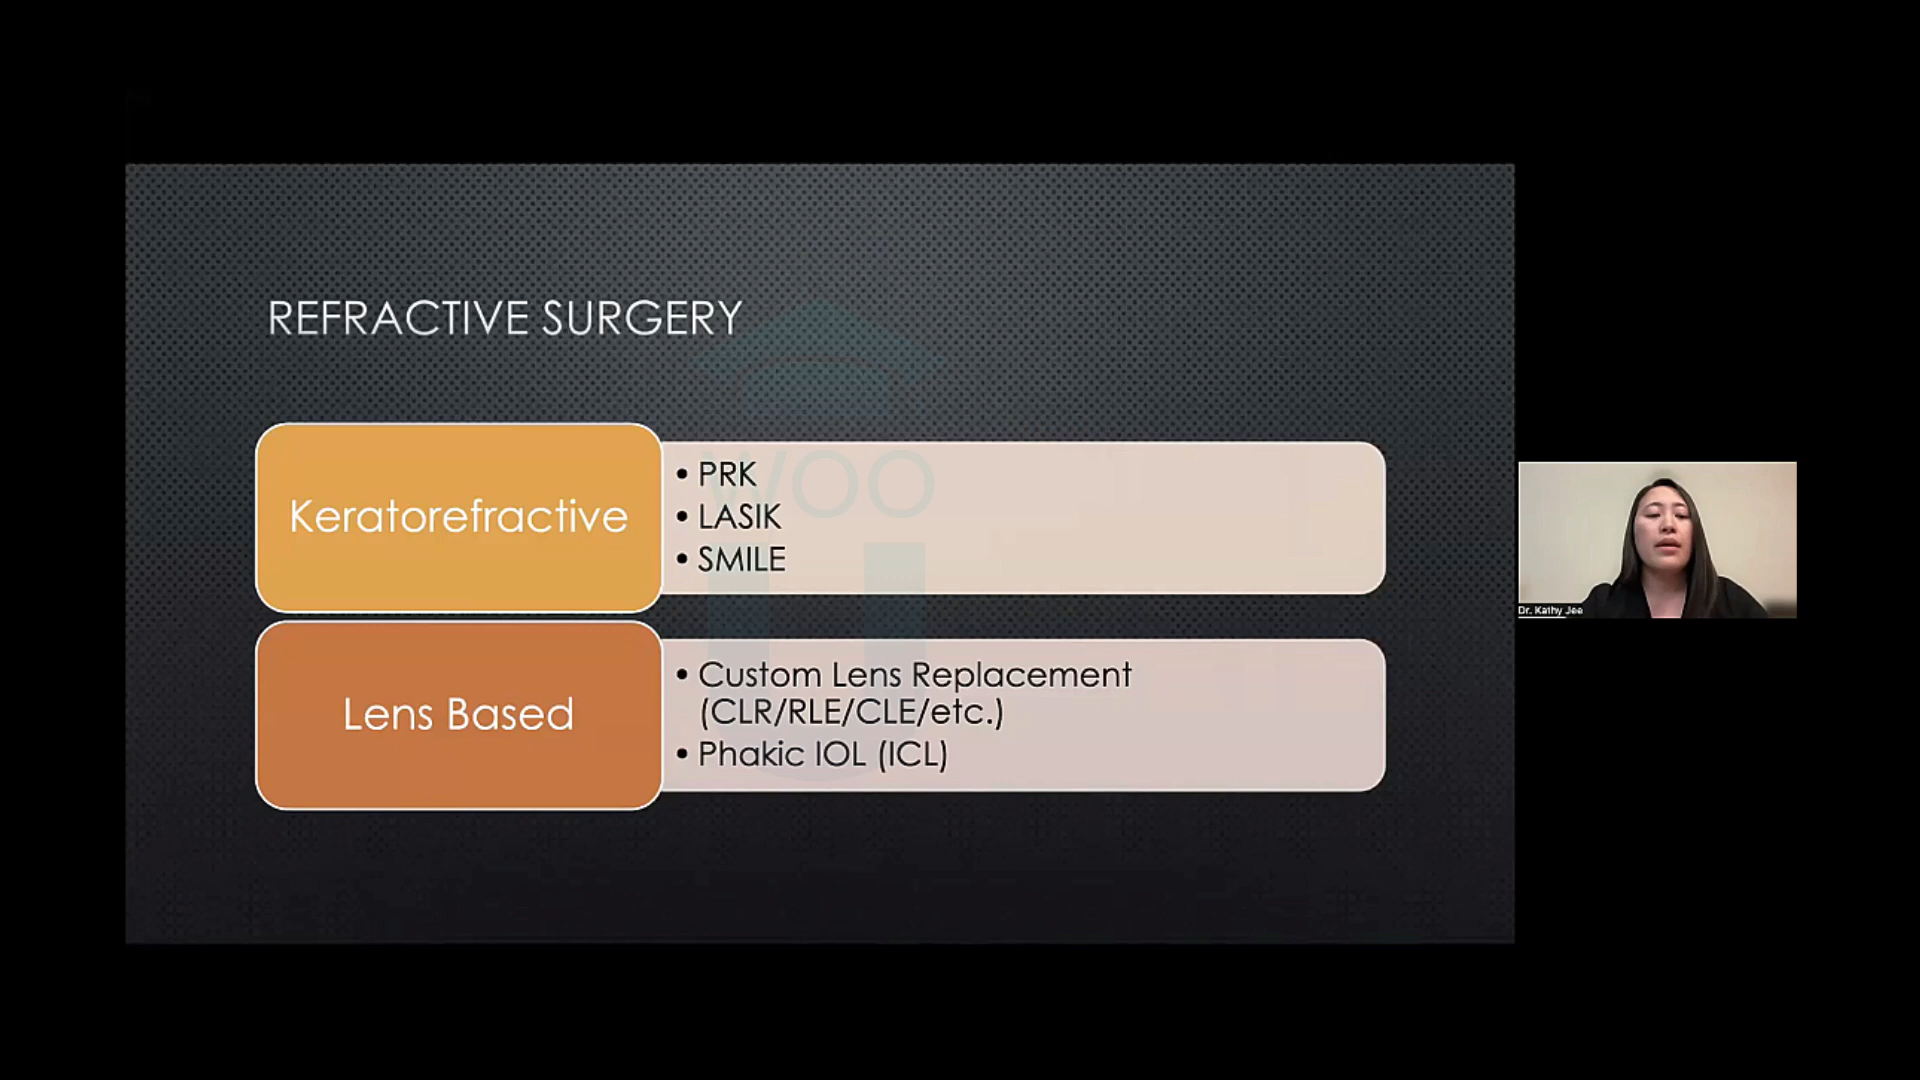 REFRACTIVE SURGERY
Keratorefractive
• PRK
• LASIK
• SMILE
Lens Based
• Custom Lens Replacement
(CLR/RLE/CLE/etc.)
• Phakic IOL (ICL)
WOO
U
Dr. Kathy Jee